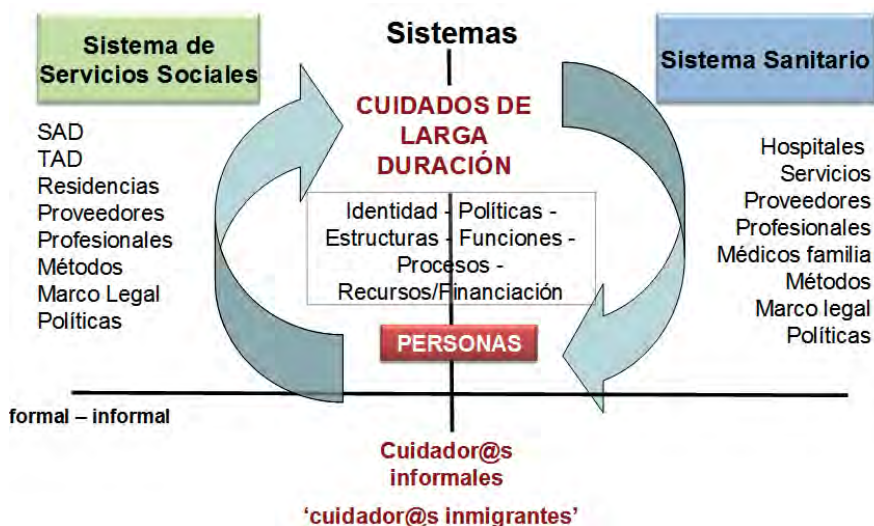 Sistema de
Servicios Sociales
Sistemas
Sistema Sanitario
CUIDADOS DE
LARGA
DURACIÓN
SAD
TAD
Residencias
Proveedores
Profesionales
Métodos
Marco Legal
Políticas
Identidad - Políticas -
Estructuras - Funciones -
Procesos -
Recursos/Financiación
Hospitales
Servicios
Proveedores
Profesionales
Médicos familia
Métodos
Marco legal
Políticas
PERSONAS
formal – informal
Cuidador@s
informales
‘cuidador@s inmigrantes’